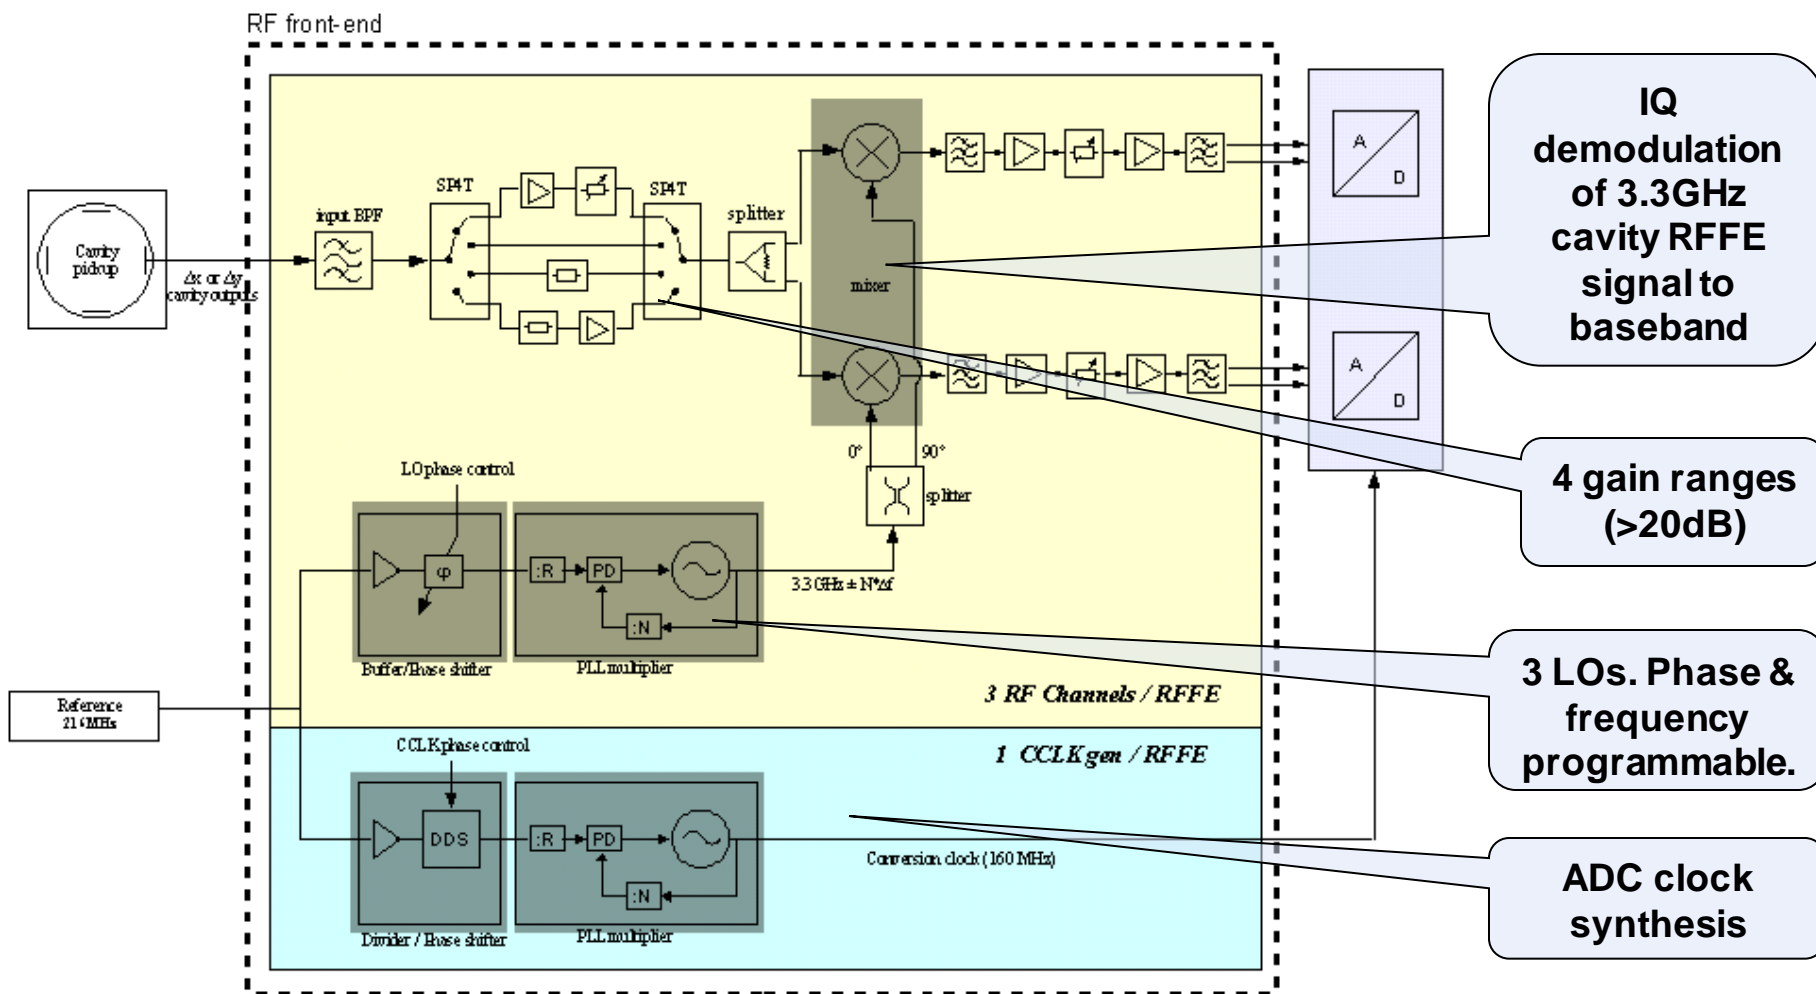 RF front-end
Cavity
pickup
Δx or Δy
cavity outputs
input BPF
SP4T
SP4T
splitter
mixer
A
D
A
D
0°
90°
splitter
LO phase control
φ
:R
PD
:N
3.3 GHz ± N*Δf
Buffer/Phase shifter
PLL multiplier
3 RF Channels / RFFE
Reference
216 MHz
CCLK phase control
1 CCLK gen / RFFE
DDS
:R
PD
:N
Conversion clock (160 MHz)
Divider / Phase shifter
PLL multiplier
IQ
demodulation
of 3.3GHz
cavity RFFE
signal to
baseband
4 gain ranges
(>20dB)
3 LOs. Phase &
frequency
programmable.
ADC clock
synthesis